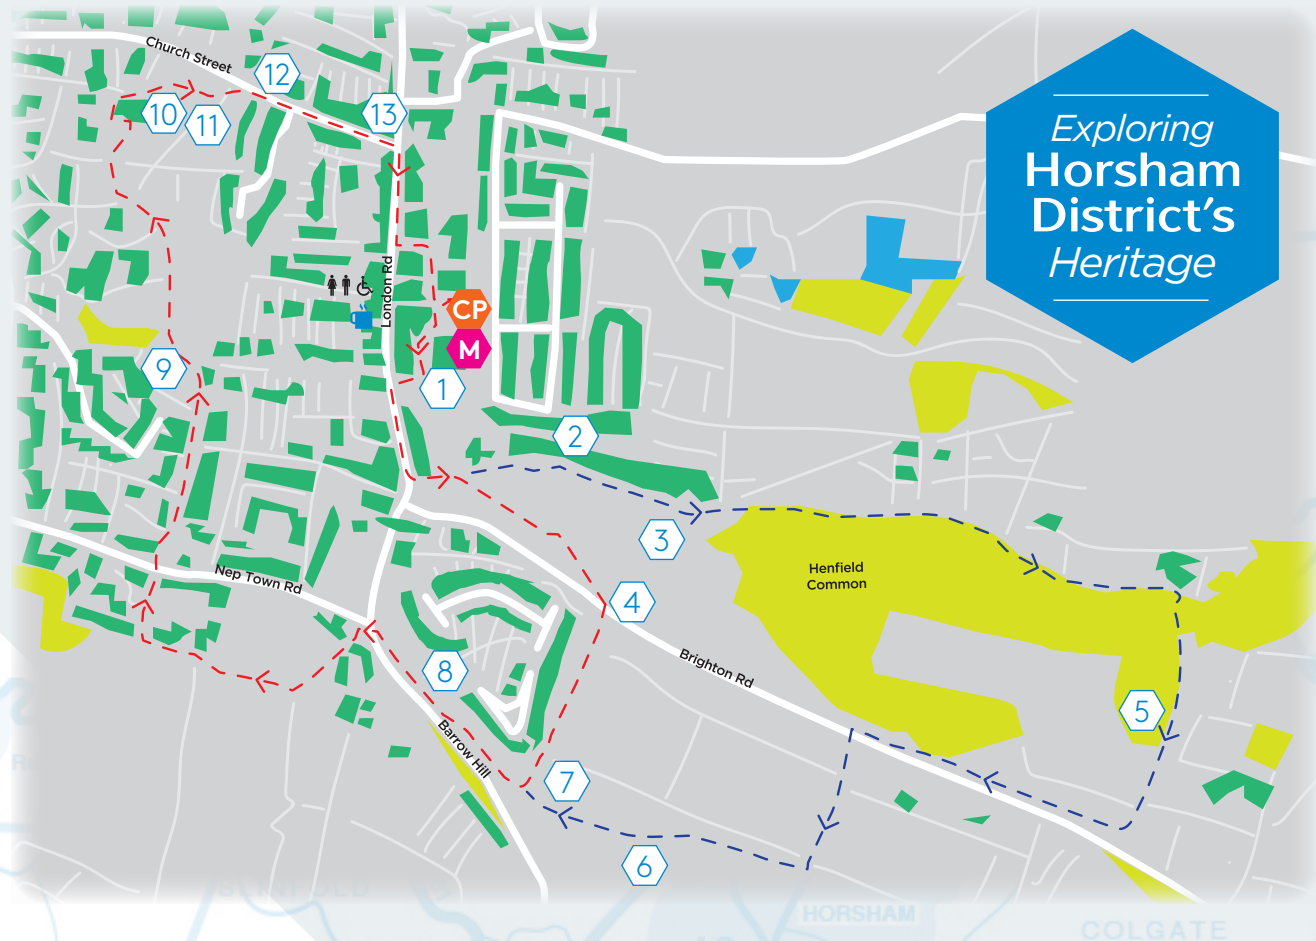 Church Street
12
10
11
13
Exploring
Horsham
District's
Heritage
London Rd
CP
M
9
1
2
3
Henfield
Common
Nep Town Rd
4
8
Brighton Rd
5
Barrow Hill
7
6
SLINFOLD
HORSHAM
COLGATE